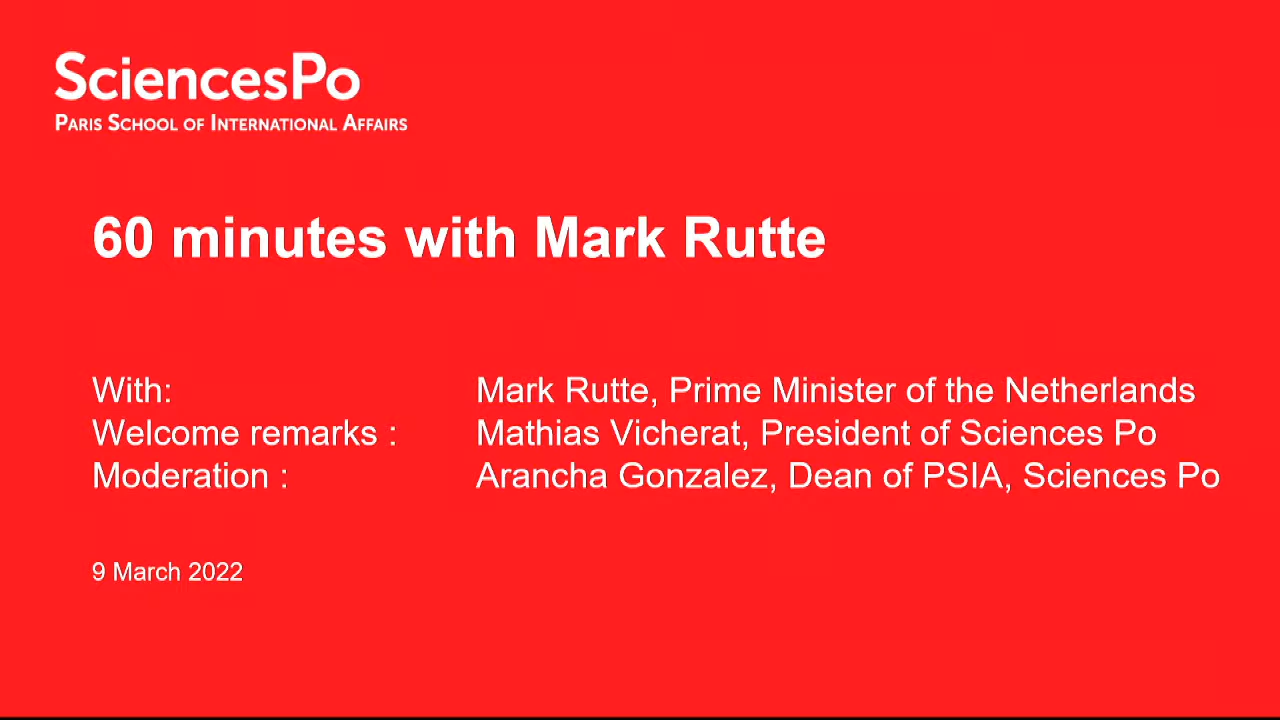 SciencesPo
PARIS SCHOOL OF INTERNATIONAL AFFAIRS
60 minutes with Mark Rutte
With: Mark Rutte, Prime Minister of the Netherlands
Welcome remarks : Mathias Vicherat, President of Sciences Po
Moderation : Arancha Gonzalez, Dean of PSIA, Sciences Po
9 March 2022